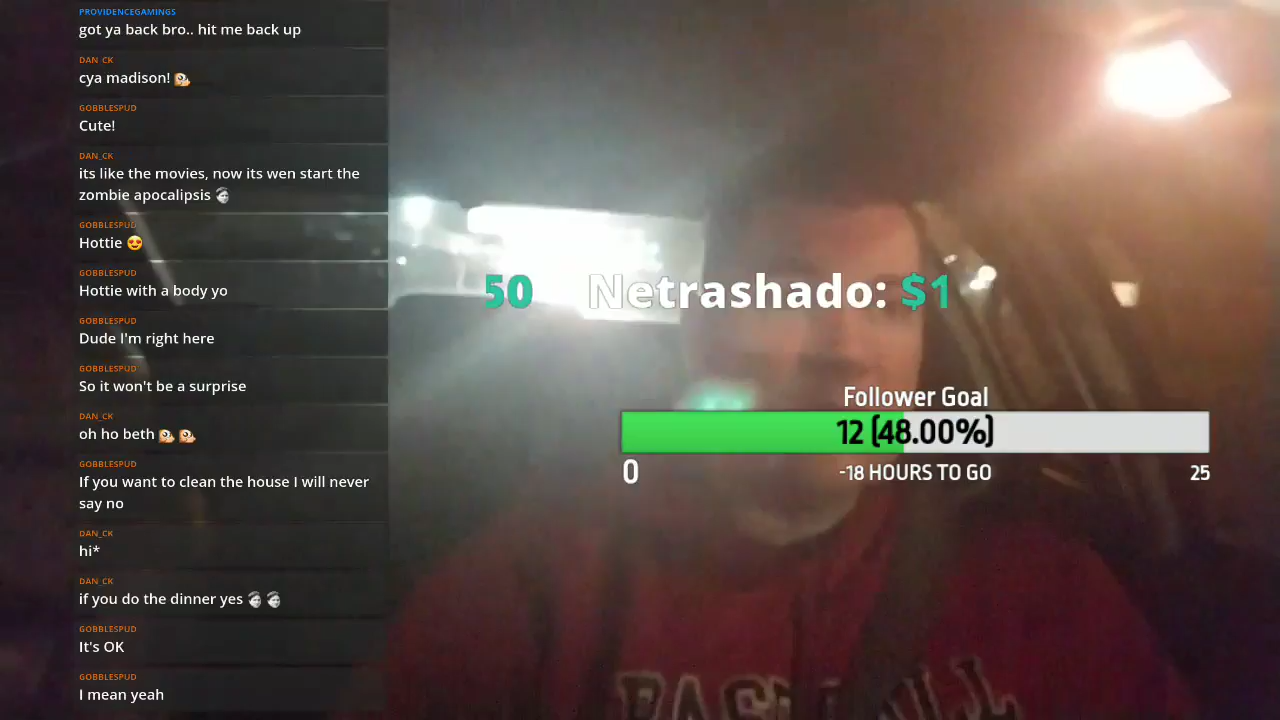 PROVIDENCEGAMINGS
got ya back bro.. hit me back up
DAN_CK
cya madison!
GOBBLESPUD
Cute!
DAN_CK
its like the movies, now its wen start the
zombie apocalipsis
GOBBLESPUD
Hottie 😍
GOBBLESPUD
Hottie with a body yo
GOBBLESPUD
Dude I'm right here
GOBBLESPUD
So it won't be a surprise
DAN_CK
oh ho beth
GOBBLESPUD
If you want to clean the house I will never
say no
DAN_CK
hi*
DAN_CK
if you do the dinner yes
GOBBLESPUD
It's OK
GOBBLESPUD
I mean yeah
50 Netrashado: $1
Follower Goal
12 (48.00%)
0 -18 HOURS TO GO 25